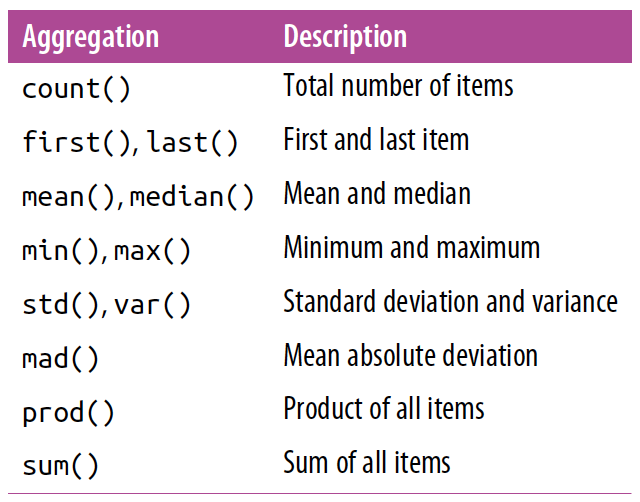 Aggregation Description
count() Total number of items
first(), last() First and last item
mean(), median() Mean and median
min(), max() Minimum and maximum
std(), var() Standard deviation and variance
mad() Mean absolute deviation
prod() Product of all items
sum() Sum of all items